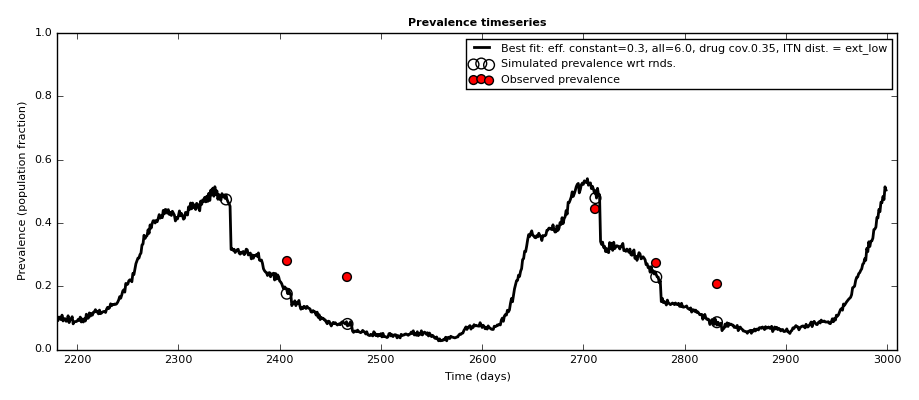 Prevalence timeseries
Best fit: eff. constant=0.3, all=6.0, drug cov.0.35, ITN dist. = ext_low
Simulated prevalence wrt rnds.
Observed prevalence
Prevalence (population fraction)
1.0
0.8
0.6
0.4
0.2
0.0
2200 2300 2400 2500 2600 2700 2800 2900 3000
Time (days)